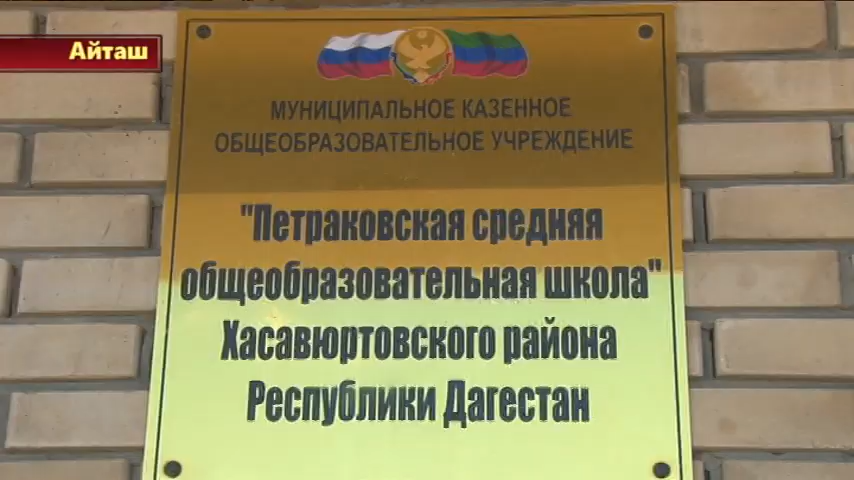 Айташ
МУНИЦИПАЛЬНОЕ КАЗЕННОЕ
ОБЩЕОБРАЗОВАТЕЛЬНОЕ УЧРЕЖДЕНИЕ
"Петраковская средняя
общеобразовательная школа"
Хасавюртовского района
Республики Дагестан